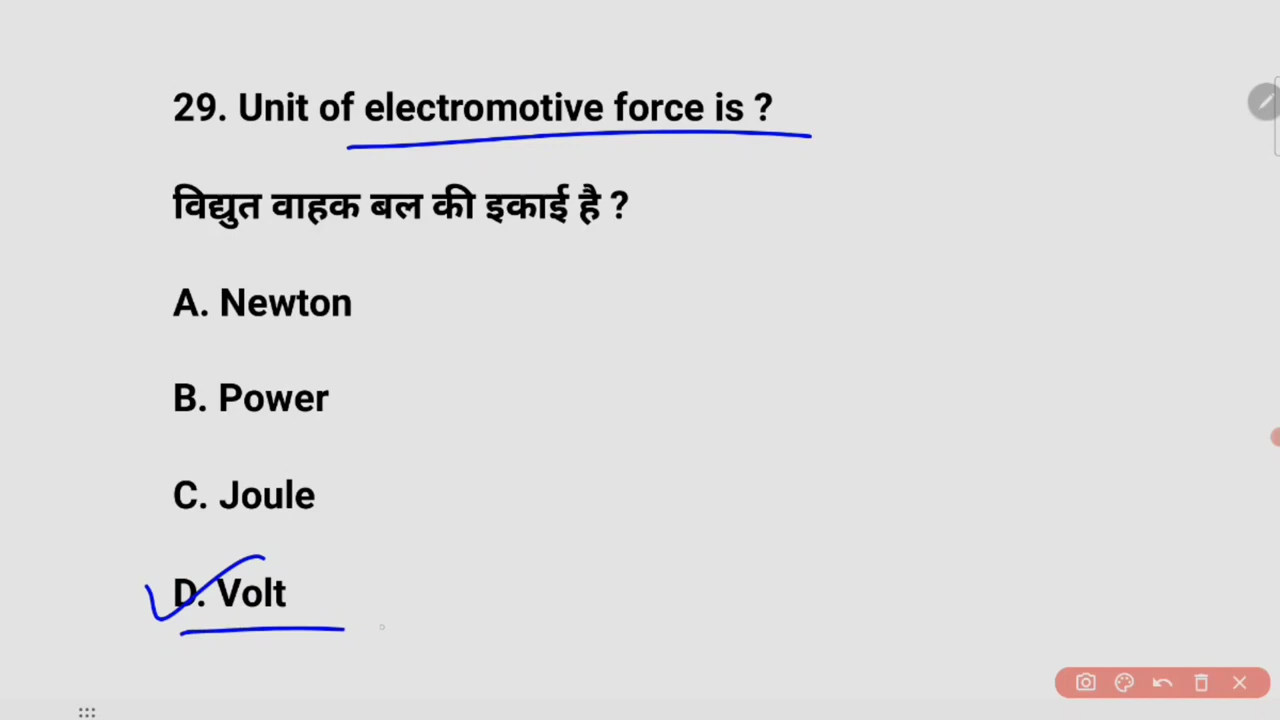 29. Unit of electromotive force is ?
विद्युत वाहक बल की इकाई है ?
A. Newton
B. Power
C. Joule
D. Volt